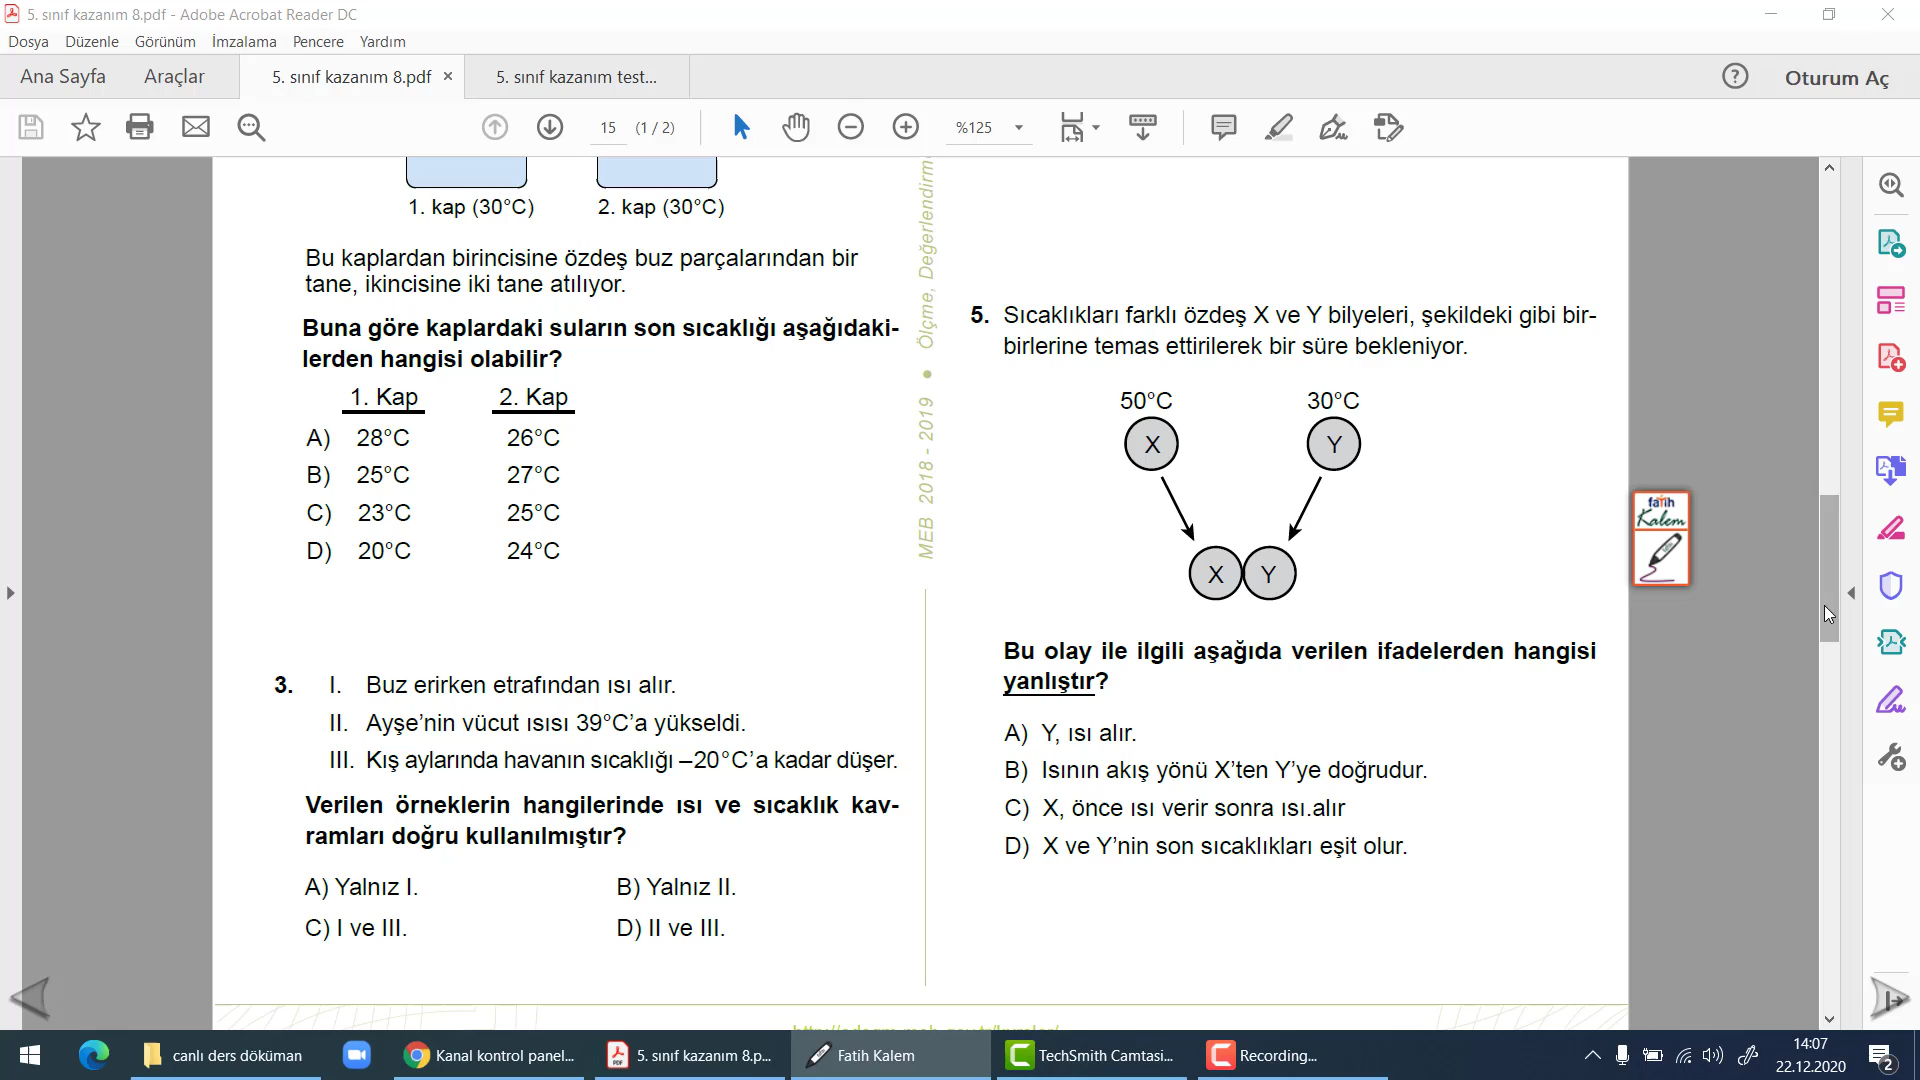 5. sınıf kazanım 8.pdf - Adobe Acrobat Reader DC
Dosya Düzenle Görünüm İmzalama Pencere Yardım
Ana Sayfa Araçlar 5. sınıf kazanım 8.pdf × 5. sınıf kazanım test... Oturum Aç
15 (1 / 2) %125
1. kap (30°C) 2. kap (30°C)
Bu kaplardan birincisine özdeş buz parçalarından bir
tane, ikincisine iki tane atılıyor.
Buna göre kaplardaki suların son sıcaklığı aşağıdaki-
lerden hangisi olabilir?
1. Kap 2. Kap
A) 28°C 26°C
B) 25°C 27°C
C) 23°C 25°C
D) 20°C 24°C
3. I. Buz erirken etrafından ısı alır.
II. Ayşe’nin vücut ısısı 39°C’a yükseldi.
III. Kış aylarında havanın sıcaklığı –20°C’a kadar düşer.
Verilen örneklerin hangilerinde ısı ve sıcaklık kav-
ramları doğru kullanılmıştır?
A) Yalnız I. B) Yalnız II.
C) I ve III. D) II ve III.
MEB 2018 - 2019 ● Ölçme, Değerlendirm
5. Sıcaklıkları farklı özdeş X ve Y bilyeleri, şekildeki gibi bir-
birlerine temas ettirilerek bir süre bekleniyor.
50°C 30°C
X Y
X Y
Bu olay ile ilgili aşağıda verilen ifadelerden hangisi
yanlıştır?
A) Y, ısı alır.
B) Isının akış yönü X’ten Y’ye doğrudur.
C) X, önce ısı verir sonra ısı.alır
D) X ve Y’nin son sıcaklıkları eşit olur.
fatih
Kalem
canlı ders döküman Kanal kontrol panel... 5. sınıf kazanım 8.p... Fatih Kalem TechSmith Camtasi... Recording... 14:07
22.12.2020 2